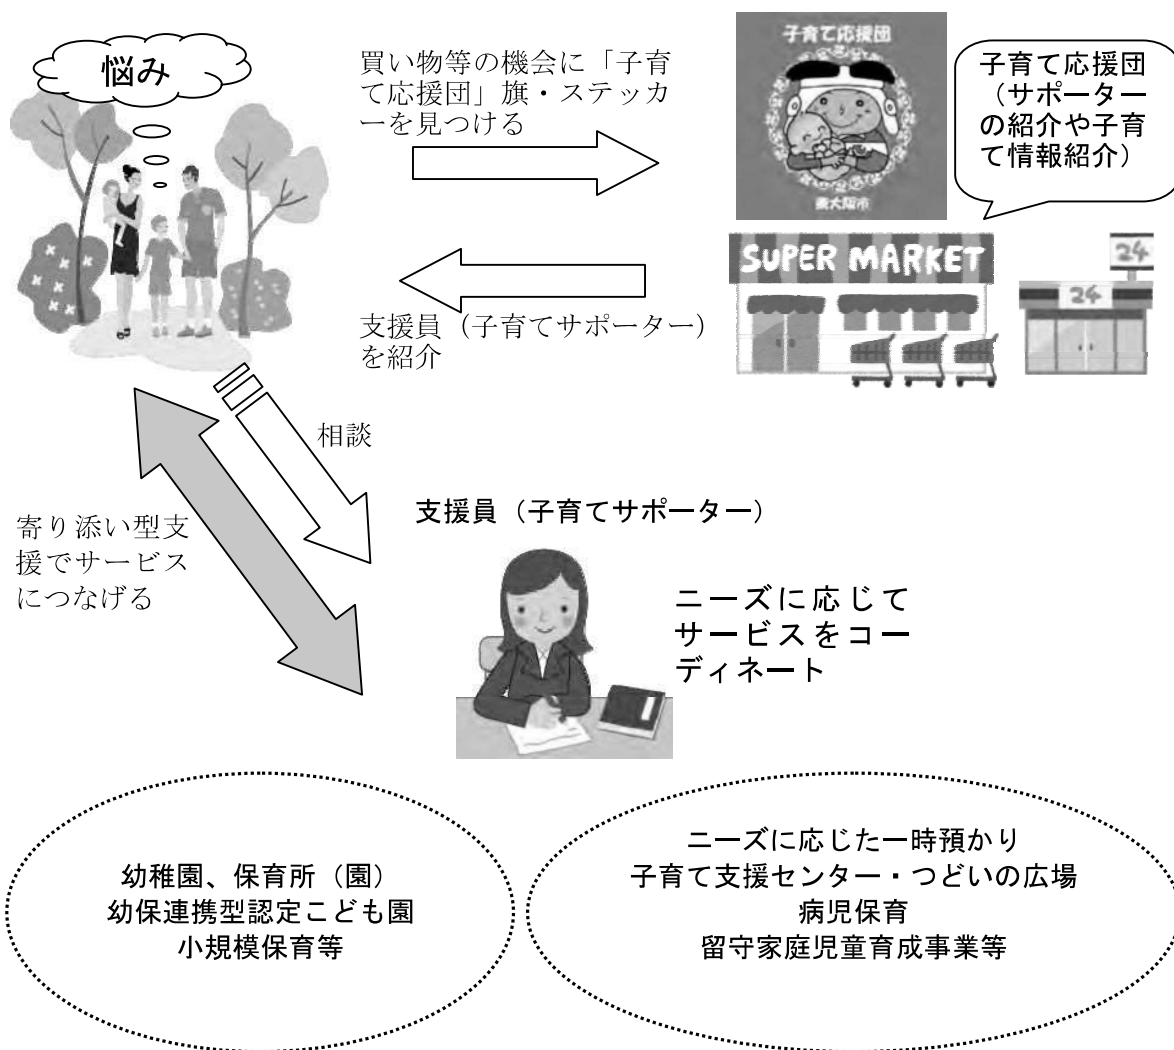 悩み
買い物等の機会に「子育
て応援団」旗・ステッカ
ーを見つける
子育て応援団
東大阪市
子育て応援団
（サポーター
の紹介や子育
て情報紹介）
SUPER MARKET
24
24
支援員（子育てサポーター）
を紹介
相談
寄り添い型支
援でサービス
につなげる
支援員（子育てサポーター）
ニーズに応じて
サービスをコー
ディネート
幼稚園、保育所（園）
幼保連携型認定こども園
小規模保育等
ニーズに応じた一時預かり
子育て支援センター・つどいの広場
病児保育
留守家庭児童育成事業等